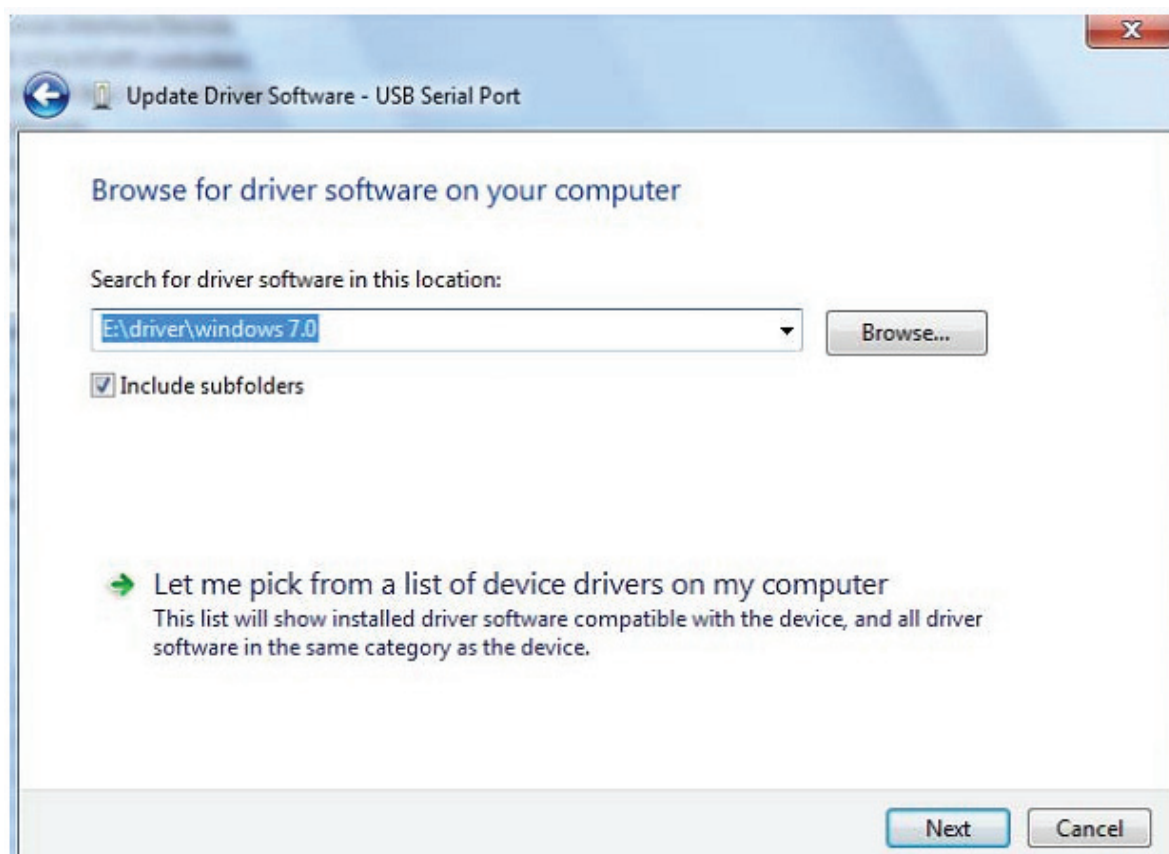 Update Driver Software - USB Serial Port
Browse for driver software on your computer
Search for driver software in this location:
E:\driver\windows 7.0
Browse...
Include subfolders
Let me pick from a list of device drivers on my computer
This list will show installed driver software compatible with the device, and all driver
software in the same category as the device.
Next
Cancel